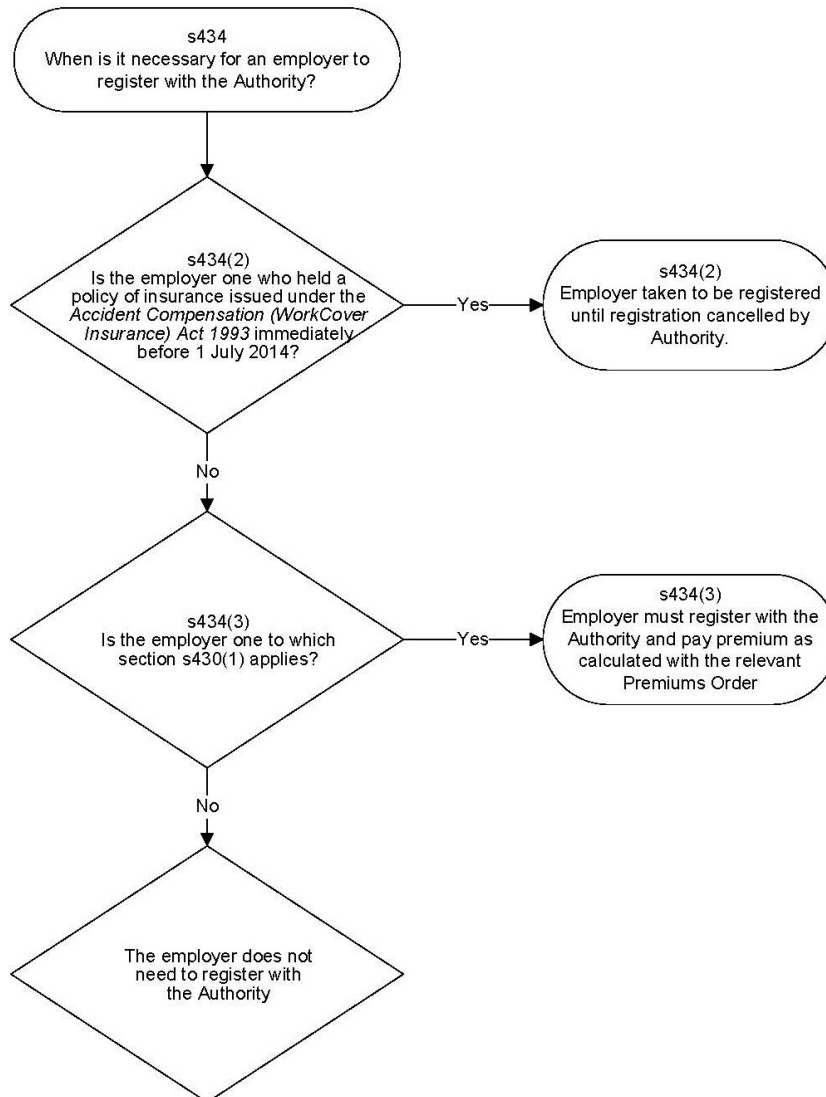 s434
When is it necessary for an employer to
register with the Authority?
s434(2)
Is the employer one who held a
policy of insurance issued under the
Accident Compensation (WorkCover
Insurance) Act 1993 immediately
before 1 July 2014?
Yes
s434(2)
Employer taken to be registered
until registration cancelled by
Authority.
No
s434(3)
Is the employer one to which
section s430(1) applies?
Yes
s434(3)
Employer must register with the
Authority and pay premium as
calculated with the relevant
Premiums Order
No
The employer does not
need to register with
the Authority